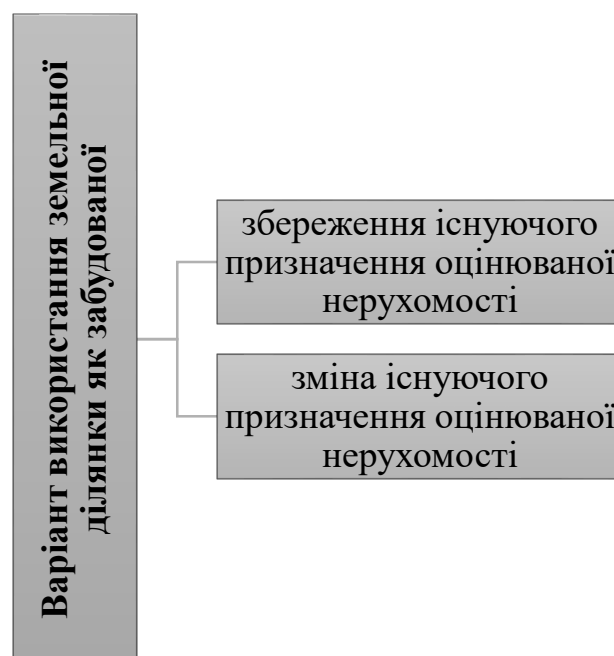 Варіант використання земельної
ділянки як забудованої
збереження існуючого
призначення оцінюваної
нерухомості
зміна існуючого
призначення оцінюваної
нерухомості